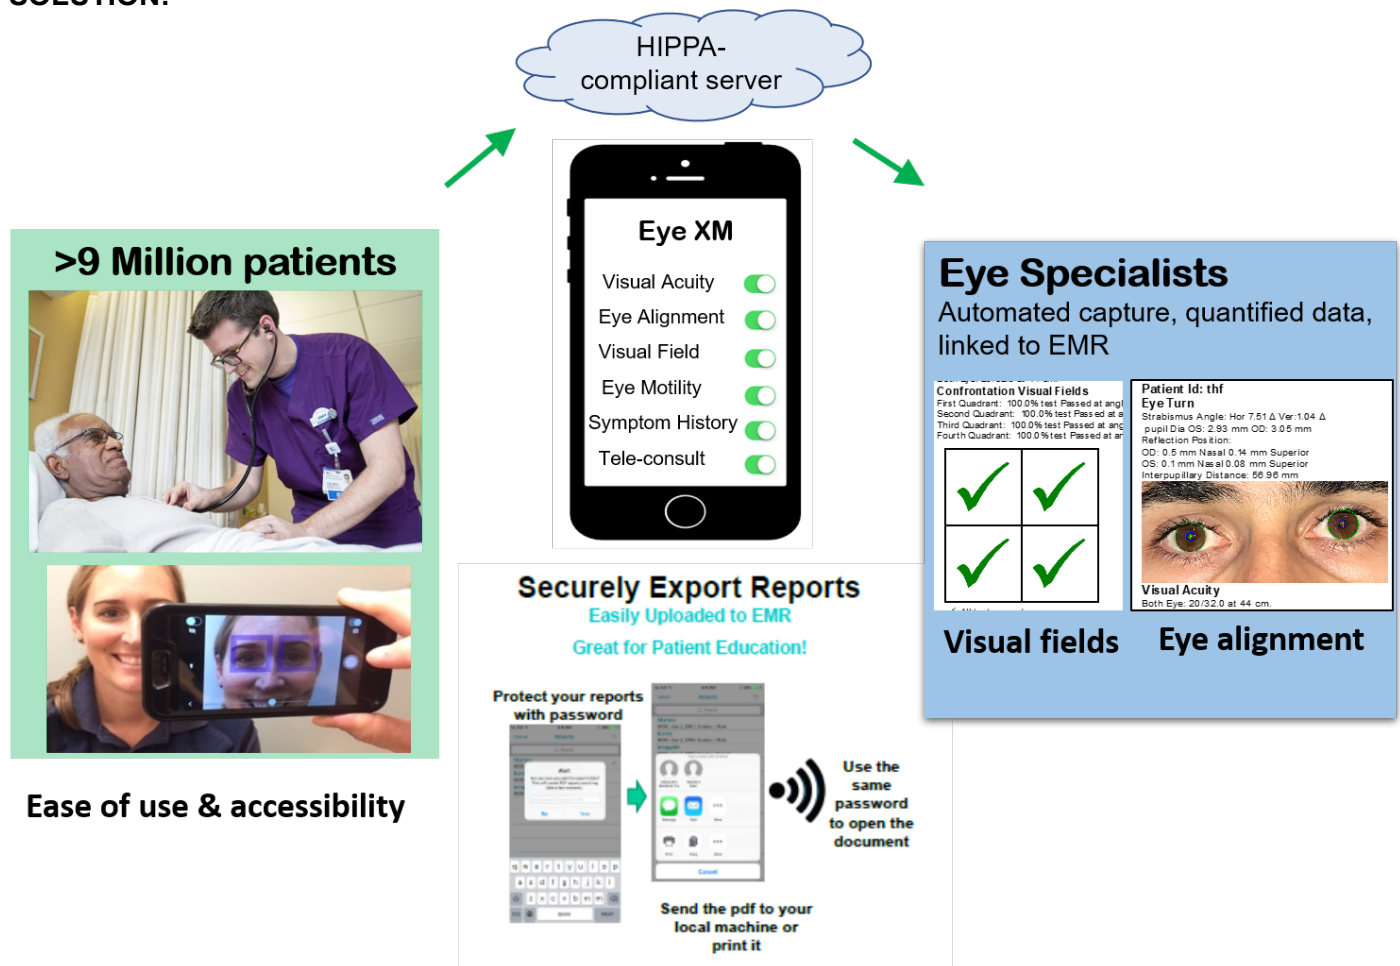 SOLUTION:
HIPPA-
compliant server
>9 Million patients
Eye XM
Visual Acuity
Eye Alignment
Visual Field
Eye Motility
Symptom History
Tele-consult
Eye Specialists
Automated capture, quantified data,
linked to EMR
Confrontation Visual Fields
First Quadrant: 100.0% test Passed at angl
Second Quadrant: 100.0% test Passed at a
Third Quadrant: 100.0% test Passed at ang
Fourth Quadrant: 100.0% test Passed at an
Patient Id: thf
Eye Turn
Strabismus Angle: Hor 7.51 Δ Ver:1.04 Δ
pupil Dia OS: 2.93 mm OD: 3.05 mm
Reflection Position:
OD: 0.5 mm Nasal 0.14 mm Superior
OS: 0.1 mm Nasal 0.08 mm Superior
Interpupillary Distance: 56.96 mm
Visual Acuity
Both Eye: 20/32.0 at 44 cm.
Visual fields
Eye alignment
Ease of use & accessibility
Securely Export Reports
Easily Uploaded to EMR
Great for Patient Education!
Protect your reports
with password
Use the
same
password
to open the
document
Cancel
q w e r t y u i o p
a s d f g h j k l
z x c v b n m
Send the pdf to your
local machine or
print it